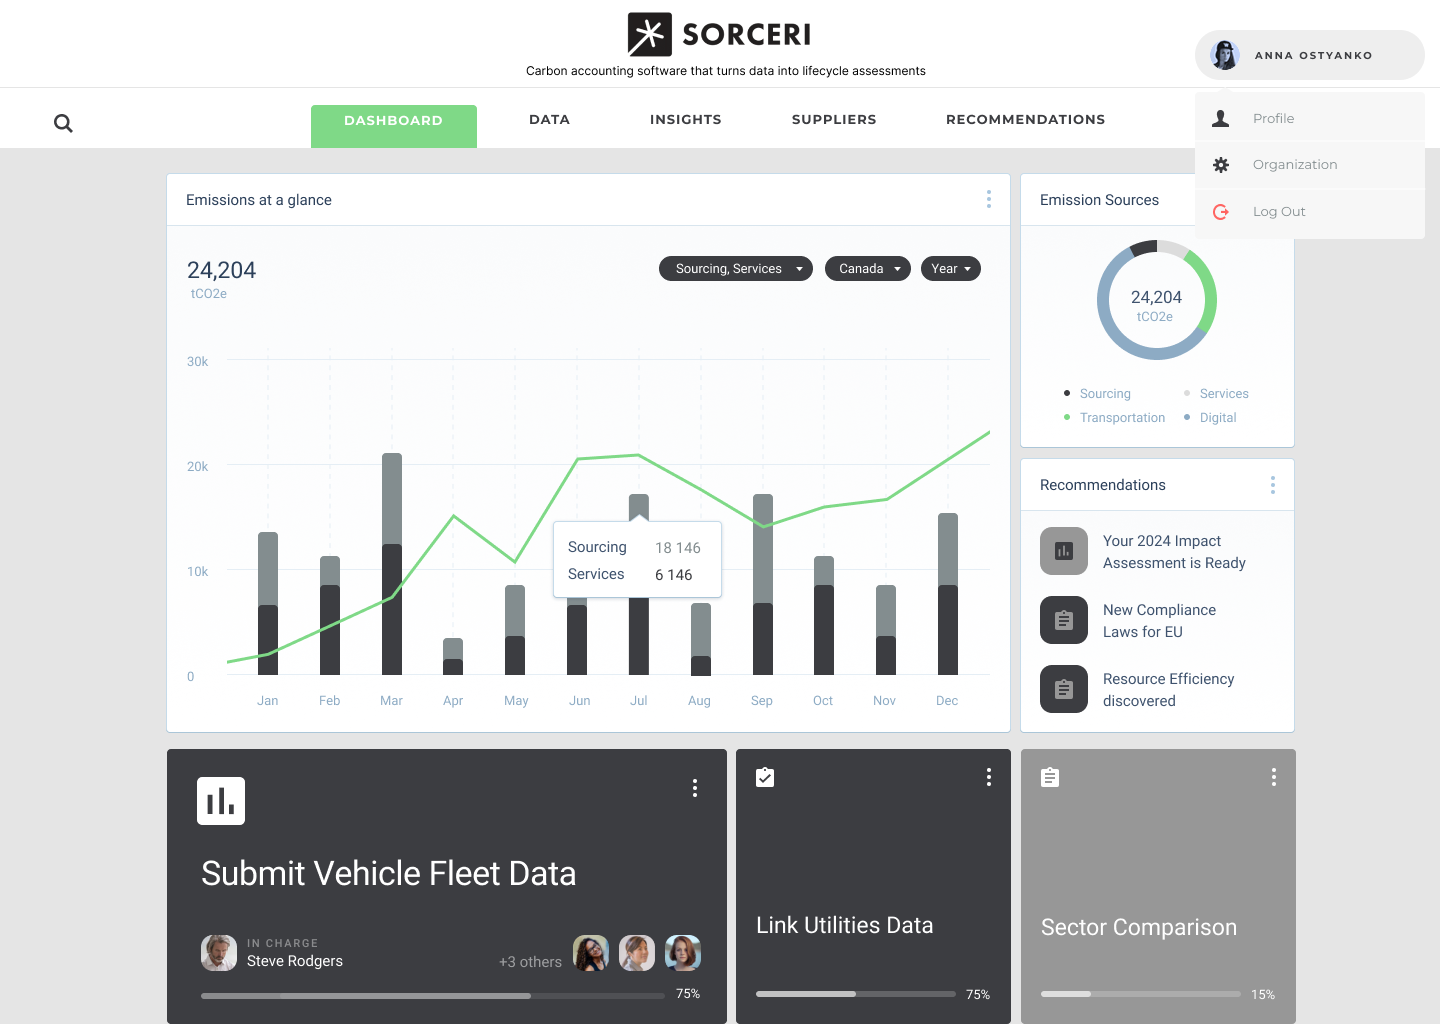 SORCERI
Carbon accounting software that turns data into lifecycle assessments
ANNA OSTYANKO
DASHBOARD
DATA
INSIGHTS
SUPPLIERS
RECOMMENDATIONS
Profile
Organization
Log Out
Emissions at a glance
24,204
tCO2e
Sourcing, Services
Canada
Year
30k
20k
10k
0
Sourcing 18 146
Services 6 146
Jan Feb Mar Apr May Jun Jul Aug Sep Oct Nov Dec
Emission Sources
24,204
tCO2e
Sourcing
Services
Transportation
Digital
Recommendations
Your 2024 Impact
Assessment is Ready
New Compliance
Laws for EU
Resource Efficiency
discovered
Submit Vehicle Fleet Data
IN CHARGE
Steve Rodgers
+3 others
75%
Link Utilities Data
75%
Sector Comparison
15%